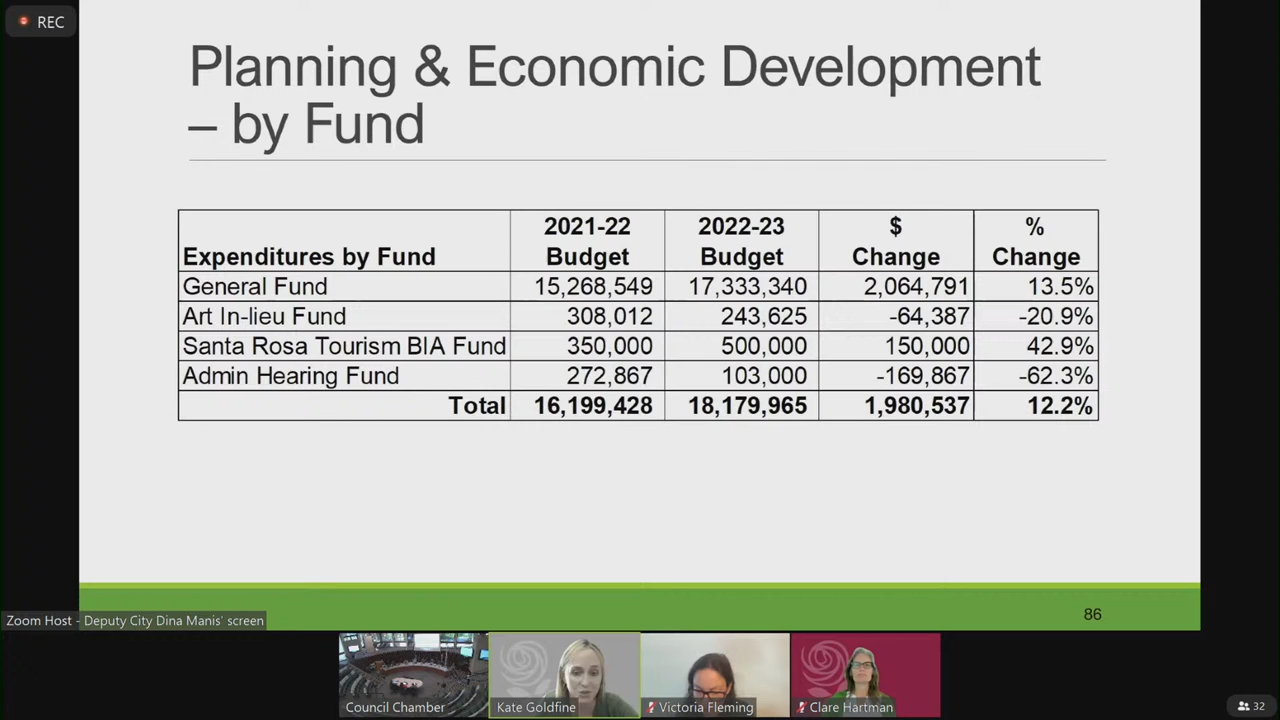 REC
Planning & Economic Development
– by Fund
Expenditures by Fund 2021-22 Budget 2022-23 Budget $ Change % Change
General Fund 15,268,549 17,333,340 2,064,791 13.5%
Art In-lieu Fund 308,012 243,625 -64,387 -20.9%
Santa Rosa Tourism BIA Fund 350,000 500,000 150,000 42.9%
Admin Hearing Fund 272,867 103,000 -169,867 -62.3%
Total 16,199,428 18,179,965 1,980,537 12.2%
86
Zoom Host - Deputy City Dina Manis' screen
Council Chamber
Kate Goldfine
Victoria Fleming
Clare Hartman
32